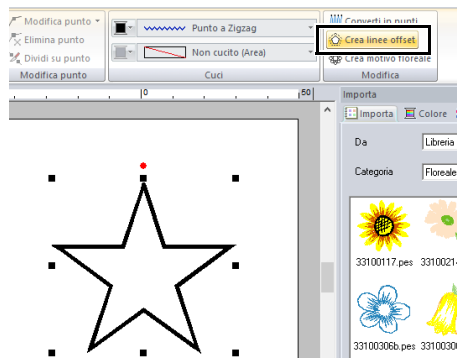 Modifica punto
Elimina punto
Dividi su punto
Modifica punto
Punto a Zigzag
Non cucito (Area)
Cuci
Converti in punti
Crea linee offset
Crea motivo floreale
Modifica
0
50
Importa
Importa
Colore
Da
Libreria
Categoria
Floreale
33100117.pes
33100306b.pes